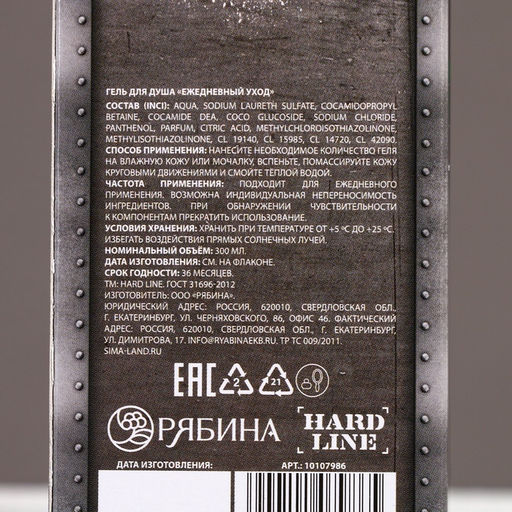 ГЕЛЬ ДЛЯ ДУША «ЕЖЕДНЕВНЫЙ УХОД»
СОСТАВ (INCI): AQUA, SODIUM LAURETH SULFATE, COCAMIDOPROPYL
BETAINE, COCAMIDE DEA, COCO GLUCOSIDE, SODIUM CHLORIDE,
PANTHENOL, PARFUM, CITRIC ACID, METHYLCHLOROISOTHIAZOLINONE,
METHYLSOTHIAZOLINONE, CL 19140, CL 15985, CL 14720, CL 42090.
СПОСОБ ПРИМЕНЕНИЯ: НАНЕСИТЕ НЕОБХОДИМОЕ КОЛИЧЕСТВО ГЕЛЯ
НА ВЛАЖНУЮ КОЖУ ИЛИ МОЧАЛКУ, ВСПЕНЬТЕ, ПОМАССИРУЙТЕ КОЖУ
КРУГОВЫМИ ДВИЖЕНИЯМИ И СМОЙТЕ ТЁПЛОЙ ВОДОЙ.
ЧАСТОТА ПРИМЕНЕНИЯ: ПОДХОДИТ ДЛЯ ЕЖЕДНЕВНОГО
ПРИМЕНЕНИЯ. ВОЗМОЖНА ИНДИВИДУАЛЬНАЯ НЕПЕРЕНОСИМОСТЬ
ИНГРЕДИЕНТОВ. ПРИ ОБНАРУЖЕНИИ ЧУВСТВИТЕЛЬНОСТИ
К КОМПОНЕНТАМ ПРЕКРАТИТЬ ИСПОЛЬЗОВАНИЕ.
УСЛОВИЯ ХРАНЕНИЯ: ХРАНИТЬ ПРИ ТЕМПЕРАТУРЕ ОТ +5 ºС ДО +25 ºС
ИЗБЕГАТЬ ВОЗДЕЙСТВИЯ ПРЯМЫХ СОЛНЕЧНЫХ ЛУЧЕЙ.
НОМИНАЛЬНЫЙ ОБЪЁМ: 300 МЛ.
ДАТА ИЗГОТОВЛЕНИЯ: СМ. НА ФЛАКОНЕ.
СРОК ГОДНОСТИ: 36 МЕСЯЦЕВ.
ТМ: HARD LINE. ГОСТ 31696-2012
ИЗГОТОВИТЕЛЬ: ООО «РЯБИНА».
ЮРИДИЧЕСКИЙ АДРЕС: РОССИЯ, 620010, СВЕРДЛОВСКАЯ ОБЛ.,
Г. ЕКАТЕРИНБУРГ, УЛ. ЧЕРНЯХОВСКОГО, 86, ОФИС 46. ФАКТИЧЕСКИЙ
АДРЕС: РОССИЯ, 620010, СВЕРДЛОВСКАЯ ОБЛ., Г. ЕКАТЕРИНБУРГ,
УЛ. ДИМИТРОВА, 17. INFO@RYABINAEKB.RU. ТР ТС 009/2011.
SIMA-LAND.RU
ЕАС 2 21
РЯБИНА HARD
LINE
ДАТА ИЗГОТОВЛЕНИЯ: АРТ.: 10107986